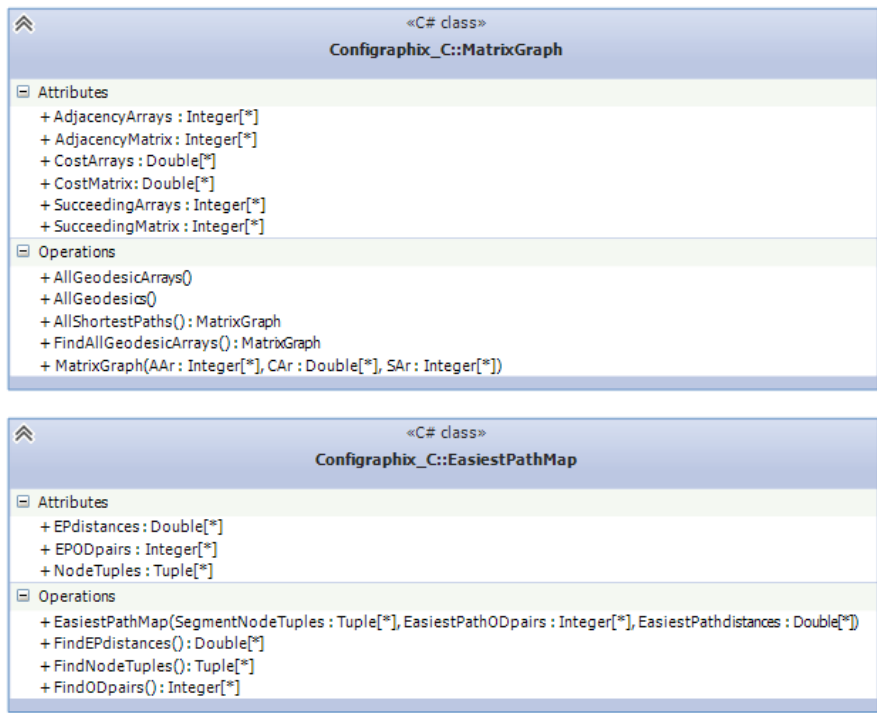 «C# class»
Configraphix_C::MatrixGraph
Attributes
+ AdjacencyArrays : Integer[*]
+ AdjacencyMatrix : Integer[*]
+ CostArrays : Double[*]
+ CostMatrix : Double[*]
+ SucceedingArrays : Integer[*]
+ SucceedingMatrix : Integer[*]
Operations
+ AllGeodesicArrays()
+ AllGeodesics()
+ AllShortestPaths() : MatrixGraph
+ FindAllGeodesicArrays() : MatrixGraph
+ MatrixGraph(AAr : Integer[*], CAr : Double[*], SAr : Integer[*])
«C# class»
Configraphix_C::EasiestPathMap
Attributes
+ EPdistances : Double[*]
+ EPODpairs : Integer[*]
+ NodeTuples : Tuple[*]
Operations
+ EasiestPathMap(SegmentNodeTuples : Tuple[*], EasiestPathODpairs : Integer[*], EasiestPathdistances : Double[*])
+ FindEPdistances() : Double[*]
+ FindNodeTuples() : Tuple[*]
+ FindODpairs() : Integer[*]